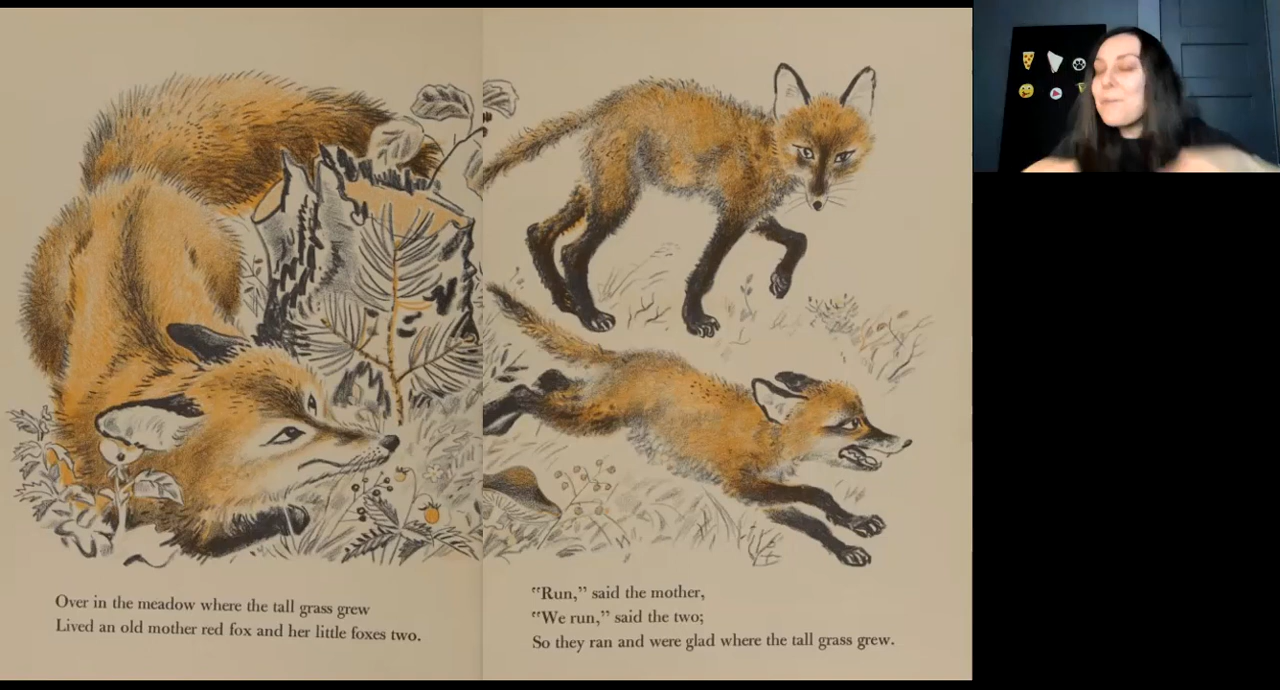 Over in the meadow where the tall grass grew
Lived an old mother red fox and her little foxes two.
"Run," said the mother,
"We run," said the two;
So they ran and were glad where the tall grass grew.